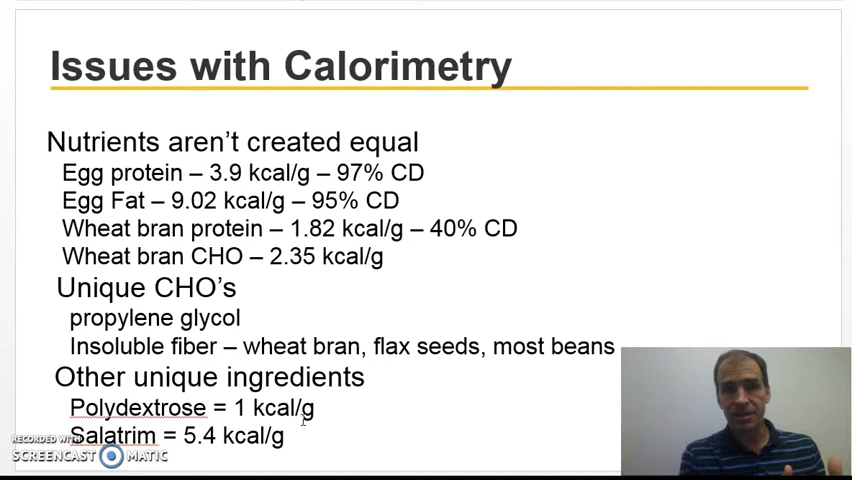 Issues with Calorimetry
Nutrients aren't created equal
Egg protein – 3.9 kcal/g – 97% CD
Egg Fat – 9.02 kcal/g – 95% CD
Wheat bran protein – 1.82 kcal/g – 40% CD
Wheat bran CHO – 2.35 kcal/g
Unique CHO's
propylene glycol
Insoluble fiber – wheat bran, flax seeds, most beans
Other unique ingredients
Polydextrose = 1 kcal/g
Salatrim = 5.4 kcal/g
RECORDED WITH
SCREENCAST MATIC